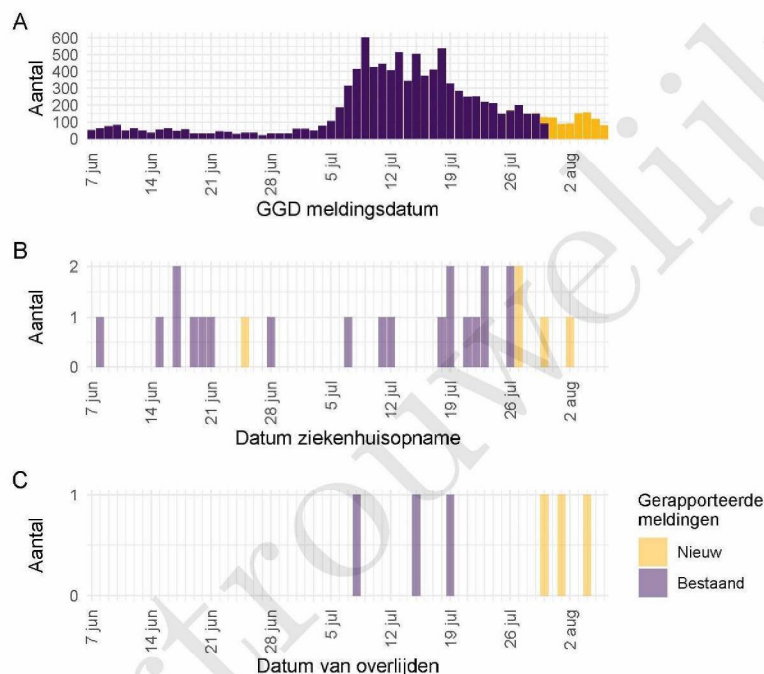 A
Aantal
600
500
400
300
200
100
0
7 jun
14 jun
21 jun
28 jun
5 jul
12 jul
19 jul
26 jul
2 aug
GGD meldingsdatum
B
Aantal
2
1
0
7 jun
14 jun
21 jun
28 jun
5 jul
12 jul
19 jul
26 jul
2 aug
Datum ziekenhuisopname
C
Aantal
1
0
7 jun
14 jun
21 jun
28 jun
5 jul
12 jul
19 jul
26 jul
2 aug
Datum van overlijden
Gerapporteerde
meldingen
Nieuw
Bestaand
rtrouwelijk